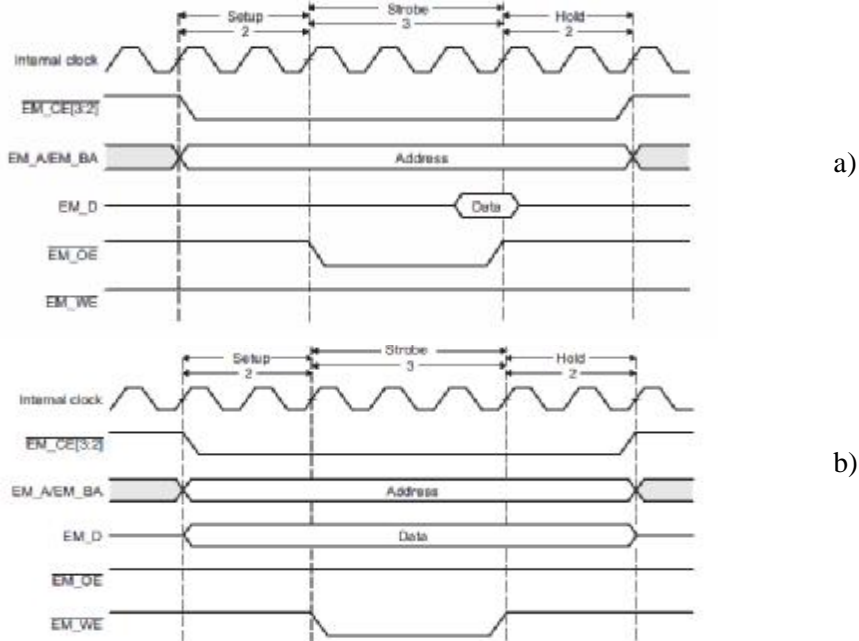 Setup
2
Strobe
3
Hold
2
Internal clock
EM_CE[3:2]
EM_A/EM_BA
Address
a)
EM_D
Data
EM_OE
EM_WE
Setup
2
Strobe
3
Hold
2
Internal clock
EM_CE[3:2]
EM_A/EM_BA
Address
b)
EM_D
Data
EM_OE
EM_WE